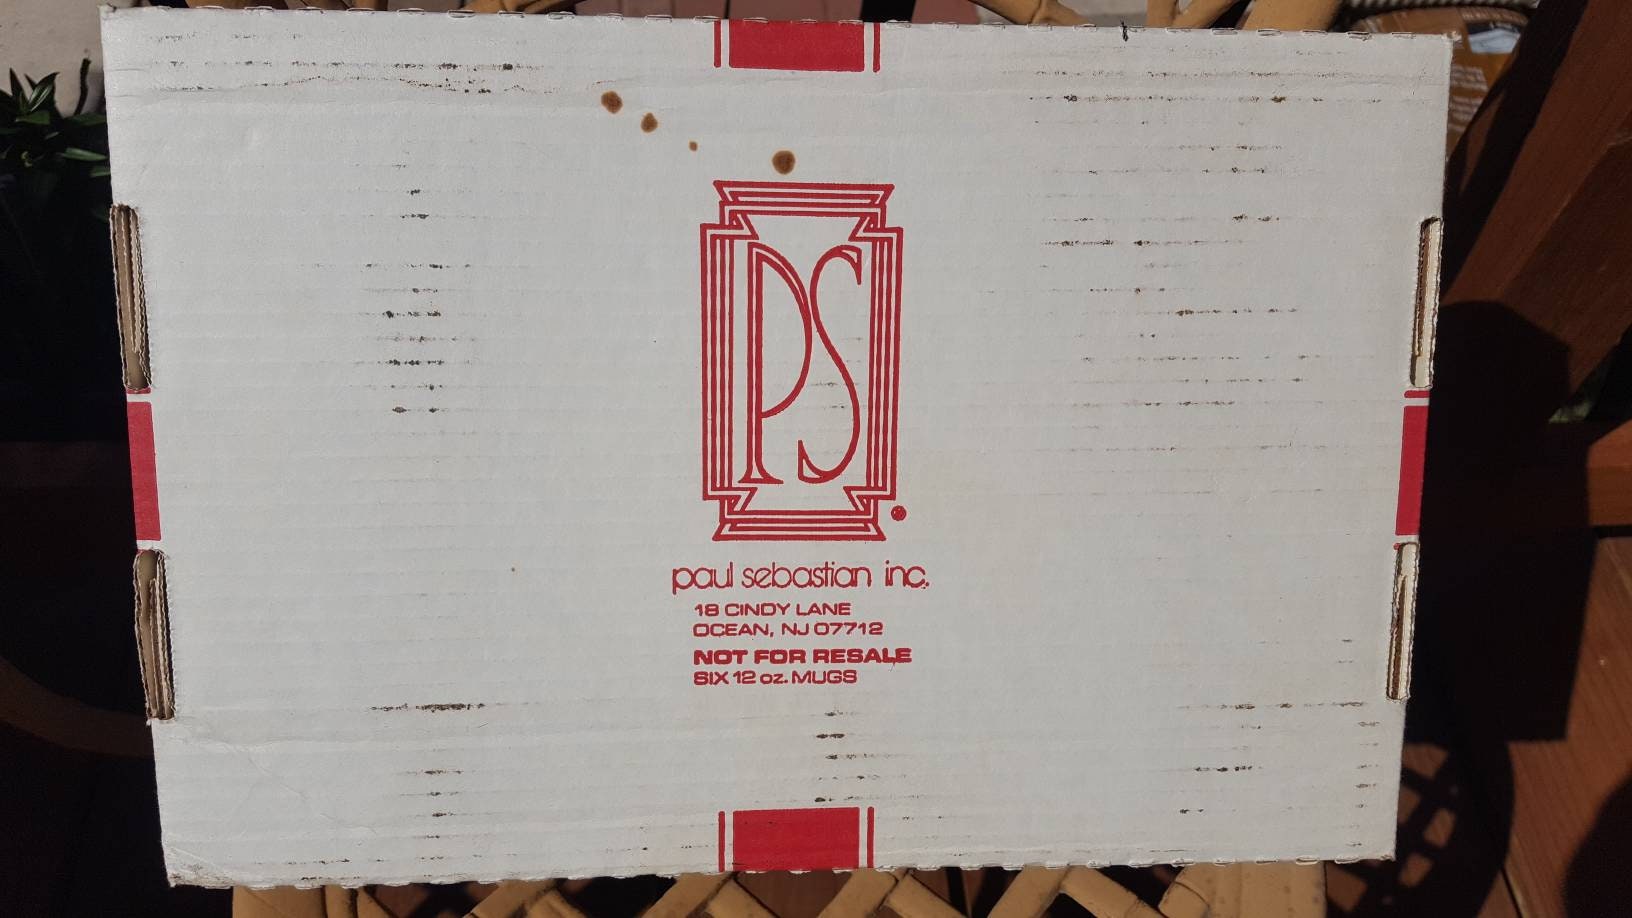 PS
®
paul sebastian inc.
18 CINDY LANE
OCEAN, NJ 07712
NOT FOR RESALE
SIX 12 oz. MUGS